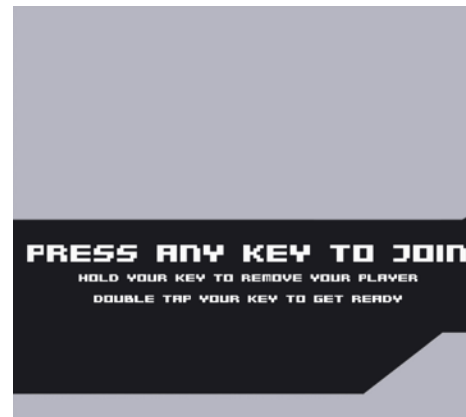 PRESS ANY KEY TO JOIN
HOLD YOUR KEY TO REMOVE YOUR PLAYER
DOUBLE TAP YOUR KEY TO GET READY